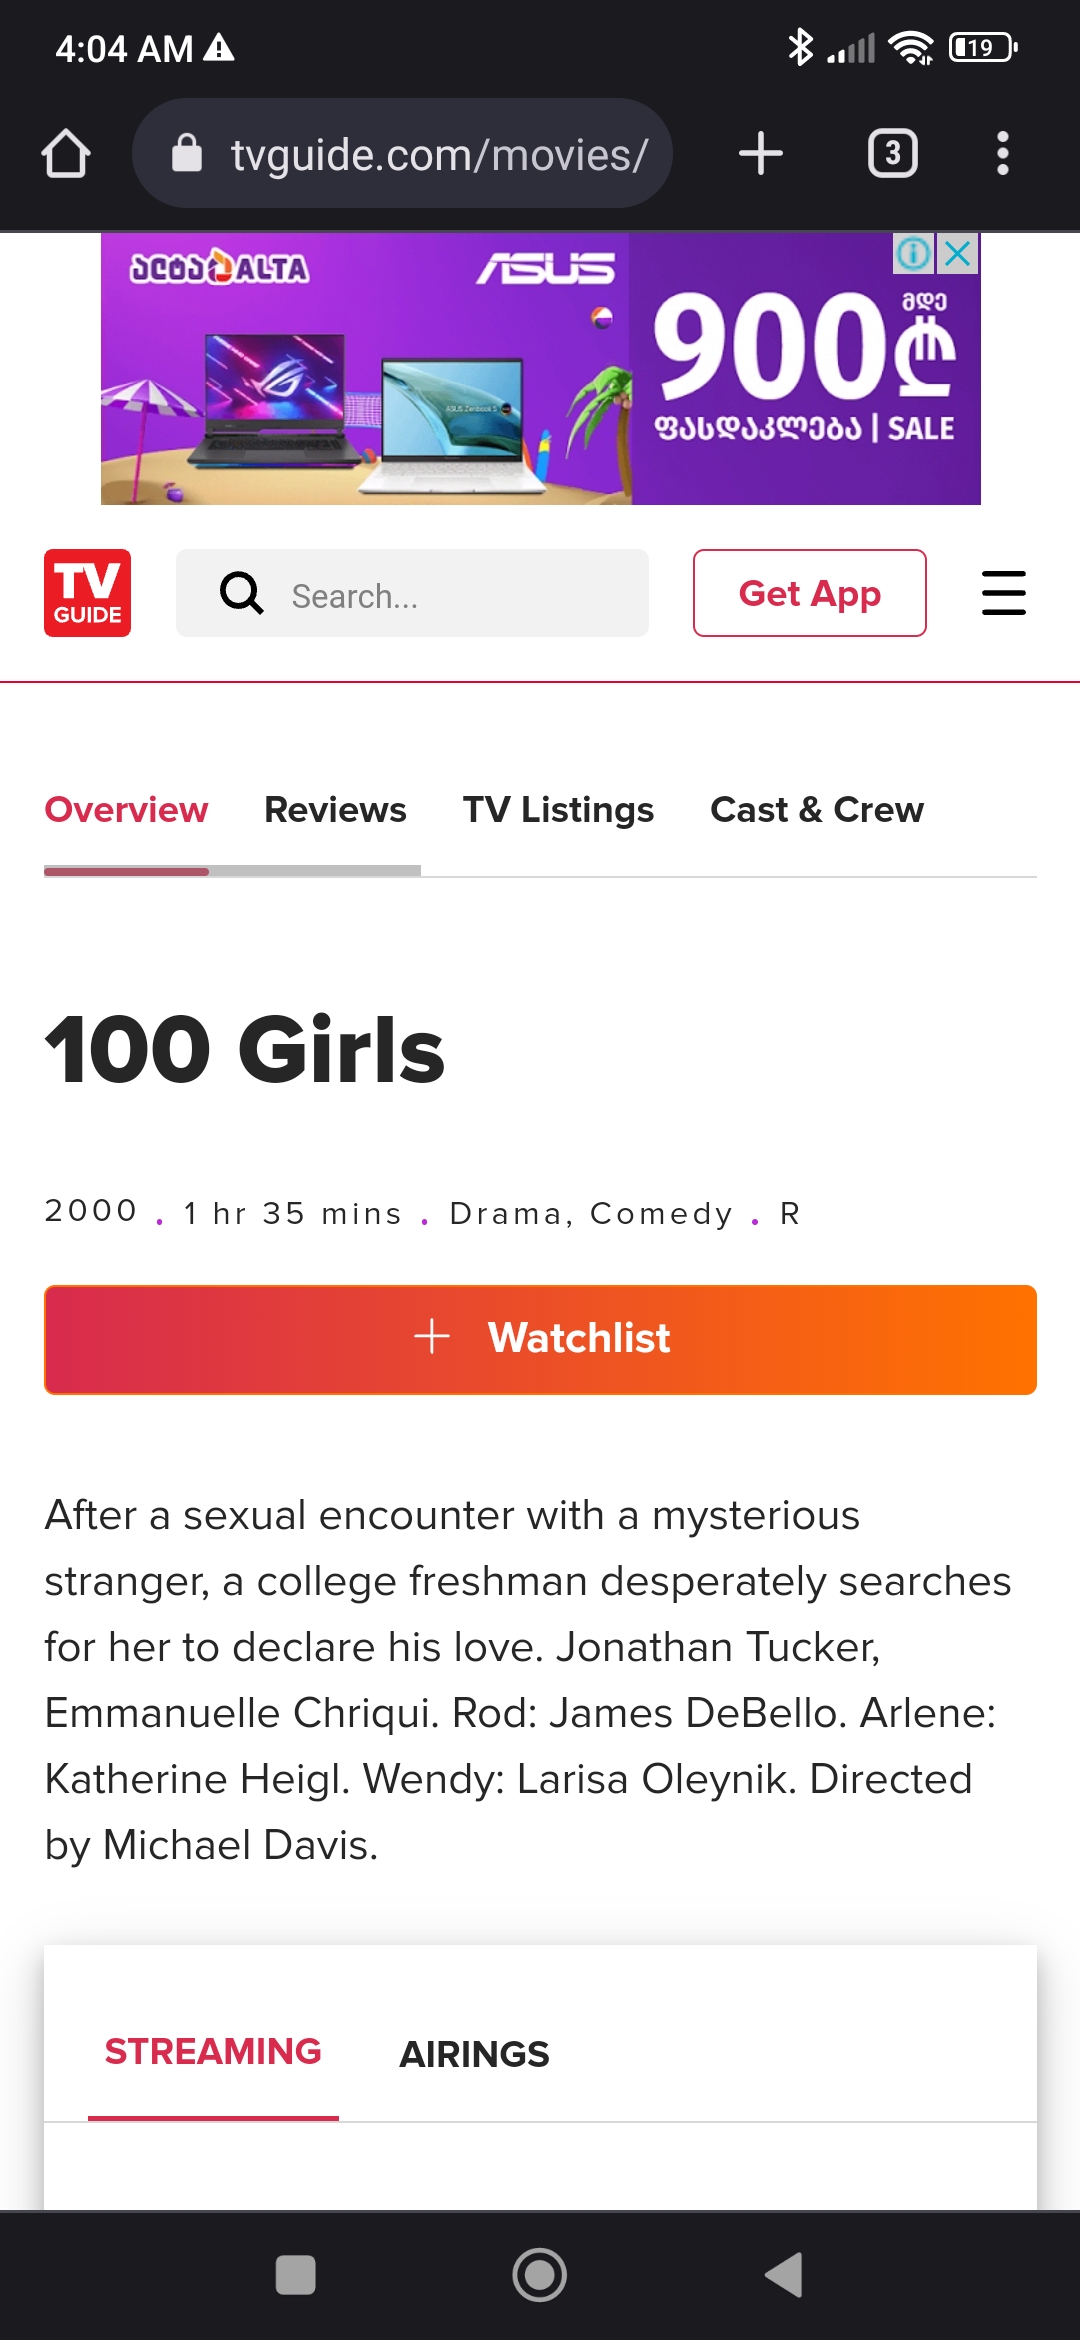 4:04 AM
19
tvguide.com/movies/
3
ალტა ALTA
ASUS
900₾
მდე
ფასდაკლება | SALE
TV
GUIDE
Search...
Get App
Overview Reviews TV Listings Cast & Crew
100 Girls
2000 . 1 hr 35 mins . Drama, Comedy . R
+ Watchlist
After a sexual encounter with a mysterious
stranger, a college freshman desperately searches
for her to declare his love. Jonathan Tucker,
Emmanuelle Chriqui. Rod: James DeBello. Arlene:
Katherine Heigl. Wendy: Larisa Oleynik. Directed
by Michael Davis.
STREAMING AIRINGS